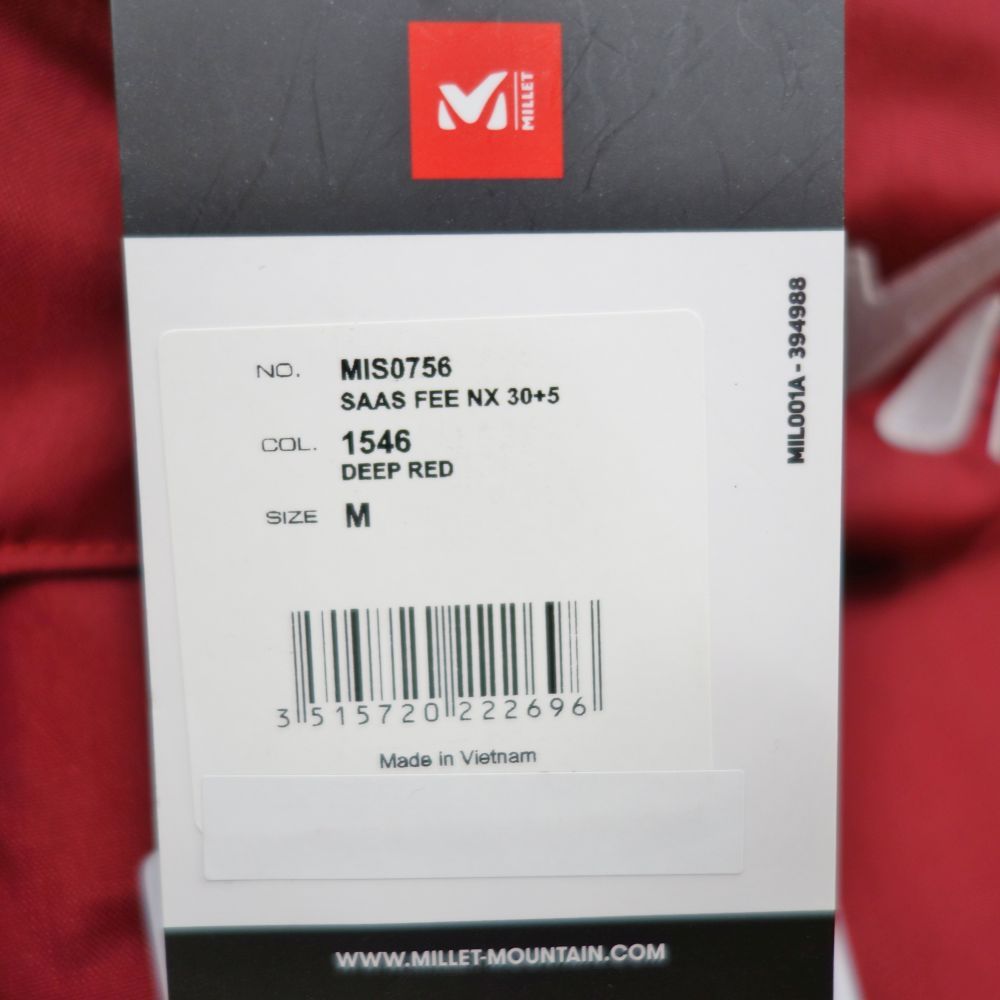 MILLET
MIL001A - 394988
NO. MIS0756
SAAS FEE NX 30+5
COL. 1546
DEEP RED
SIZE M
3 515720 222696
Made in Vietnam
WWW.MILLET-MOUNTAIN.COM